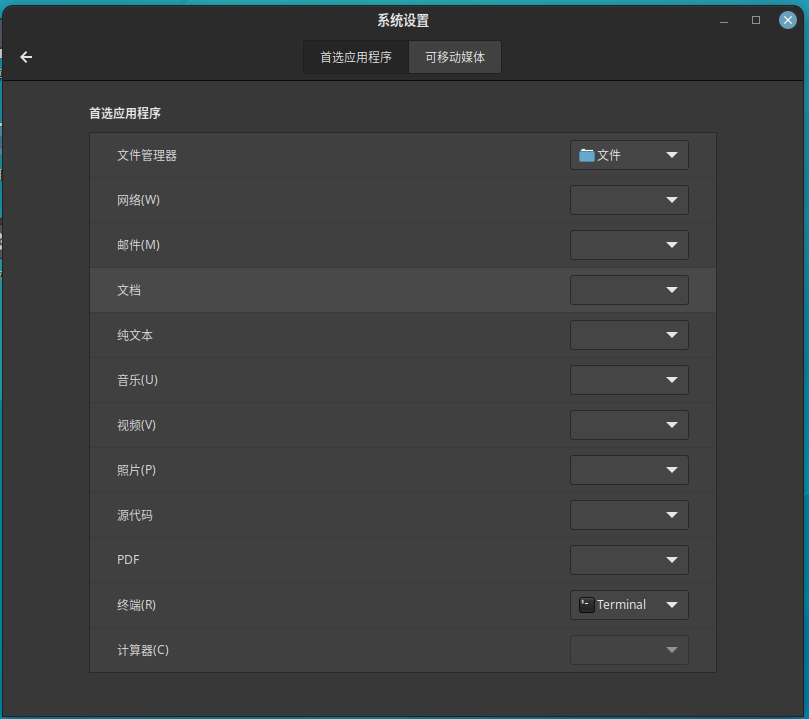 系统设置
首选应用程序
可移动媒体
首选应用程序
文件管理器
文件
网络(W)
邮件(M)
文档
纯文本
音乐(U)
视频(V)
照片(P)
源代码
PDF
终端(R)
Terminal
计算器(C)